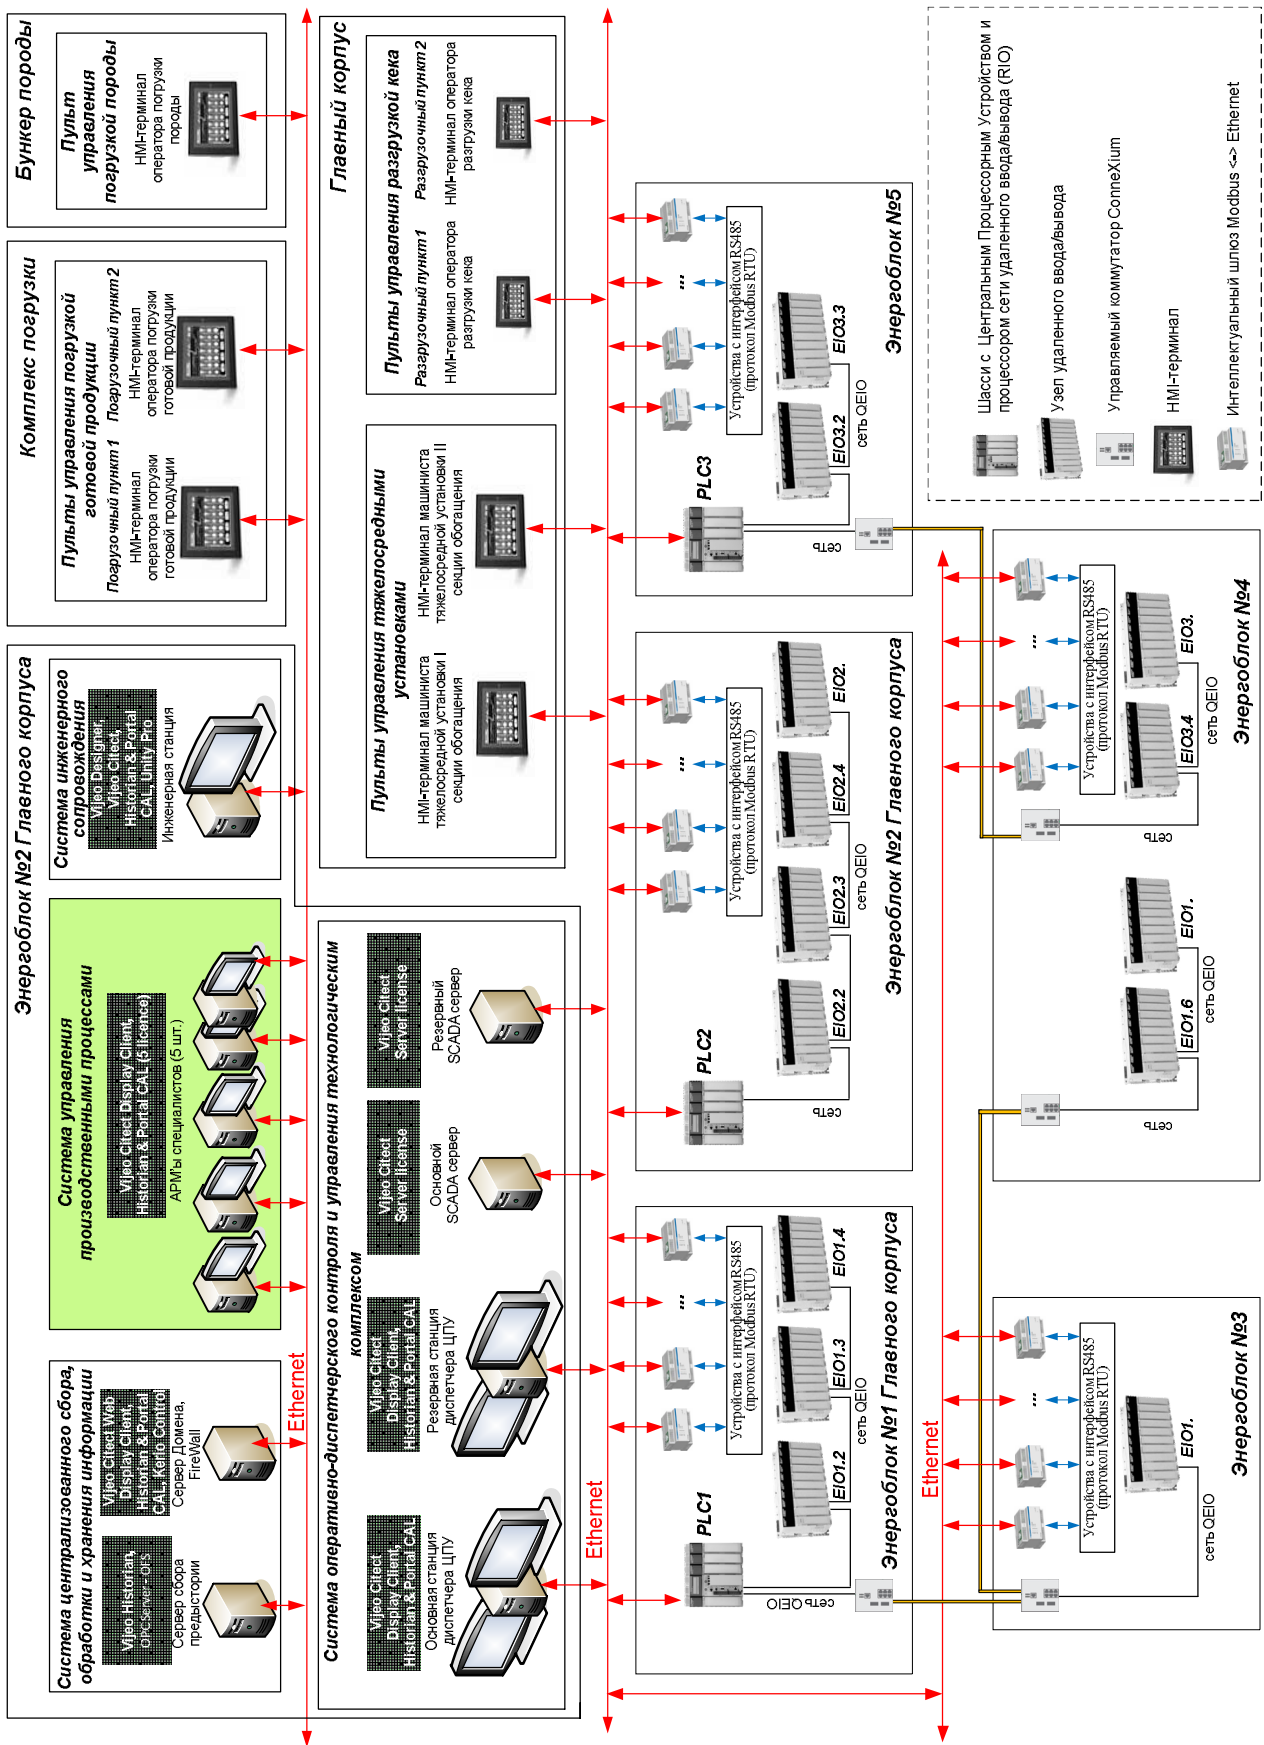 Энергоблок №2 Главного корпуса
Система централизованного сбора,
обработки и хранения информации
Vijeo Historian,
OPC-Server OFS
Сервер сбора
предыстории
Vijeo Citect Web
Display Client,
Historian & Portal
CAL, Kerio Control
Сервер Домена,
FireWall
Система управления
производственными процессами
Vijeo Citect Display Client,
Historian & Portal CAL (5 licence)
АРМ'ы специалистов (5 шт.)
Система инженерного
сопровождения
Vijeo Designer,
Vijeo Citect,
Historian & Portal
CAL, Unity Pro
Инженерная станция
Комплекс погрузки
Пульты управления погрузкой
готовой продукции
Погрузочный пункт 1
HMI-терминал
оператора погрузки
готовой продукции
Погрузочный пункт 2
HMI-терминал
оператора погрузки
готовой продукции
Бункер породы
Пульт
управления
погрузкой породы
HMI-терминал
оператора погрузки
породы
Ethernet
Система оперативно-диспетчерского контроля и управления технологическим
комплексом
Vijeo Citect
Display Client,
Historian & Portal CAL
Основная станция
диспетчера ЦПУ
Vijeo Citect
Display Client,
Historian & Portal CAL
Резервная станция
диспетчера ЦПУ
Vijeo Citect
Server license
Основной
SCADA сервер
Vijeo Citect
Server license
Резервный
SCADA сервер
Главный корпус
Пульты управления тяжелосредными
установками
HMI-терминал машиниста
тяжелосредной установки I
секции обогащения
HMI-терминал машиниста
тяжелосредной установки II
секции обогащения
Пульты управления разгрузкой кека
Разгрузочный пункт 1
HMI-терминал оператора
разгрузки кека
Разгрузочный пункт 2
HMI-терминал оператора
разгрузки кека
Ethernet
PLC1
...
Устройства с интерфейсом RS485
(протокол Modbus RTU)
сеть QEIO
EIO1.2
EIO1.3
EIO1.4
сеть QEIO
Энергоблок №1 Главного корпуса
PLC2
...
Устройства с интерфейсом RS485
(протокол Modbus RTU)
сеть
EIO2.2
EIO2.3
EIO2.4
EIO2.
сеть QEIO
Энергоблок №2 Главного корпуса
PLC3
...
Устройства с интерфейсом RS485
(протокол Modbus RTU)
сеть
EIO3.2
EIO3.3
сеть QEIO
Энергоблок №5
Ethernet
...
Устройства с интерфейсом RS485
(протокол Modbus RTU)
EIO1.
сеть QEIO
Энергоблок №3
сеть
EIO1.6
EIO1.
сеть QEIO
...
Устройства с интерфейсом RS485
(протокол Modbus RTU)
сеть
EIO3.4
EIO3.
сеть QEIO
Энергоблок №4
Шасси с Центральным Процессорным Устройством и
процессором сети удаленного ввода/вывода (RIO)
Узел удаленного ввода/вывода
Управляемый коммутатор ConneXium
HMI-терминал
Интеллектуальный шлюз Modbus <-> Ethernet